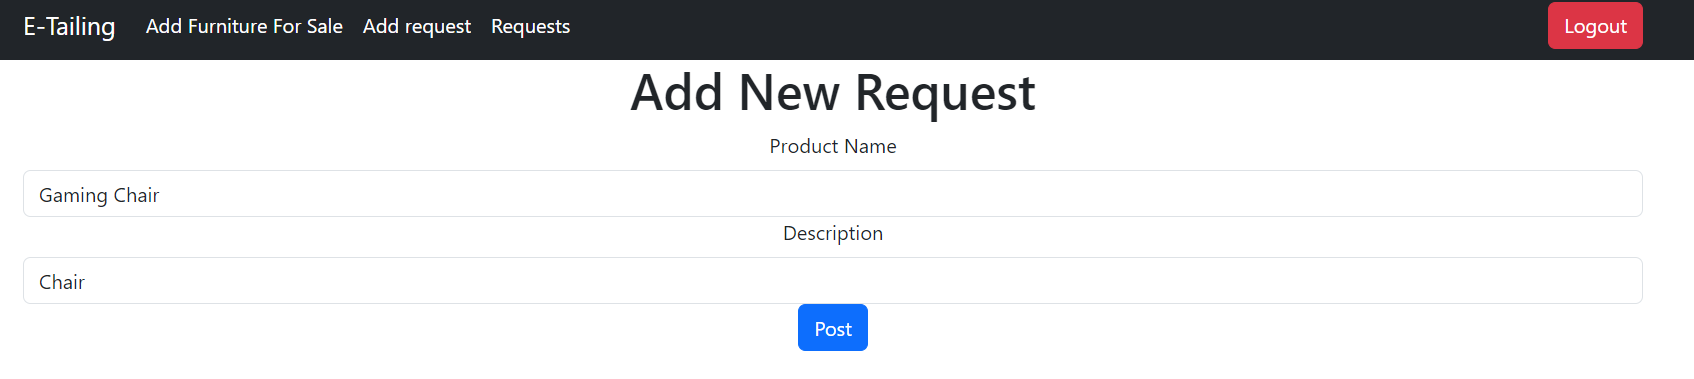 E-Tailing Add Furniture For Sale Add request Requests Logout
Add New Request
Product Name
Gaming Chair
Description
Chair
Post